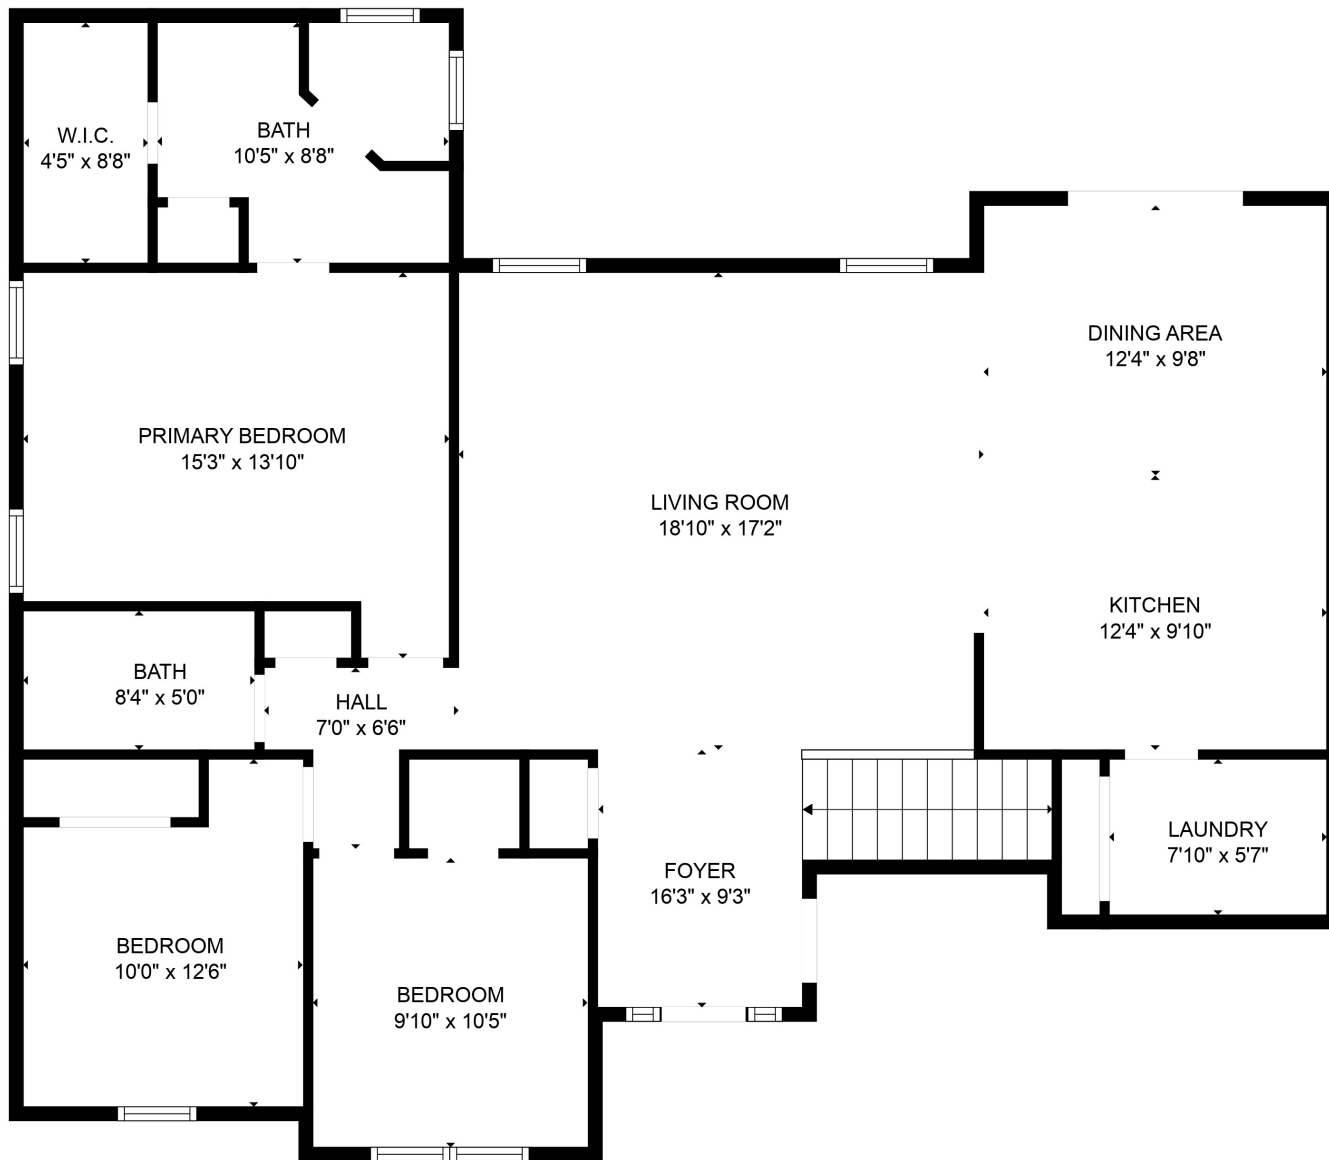 W.I.C.
4'5" x 8'8"
BATH
10'5" x 8'8"
DINING AREA
12'4" x 9'8"
PRIMARY BEDROOM
15'3" x 13'10"
LIVING ROOM
18'10" x 17'2"
KITCHEN
12'4" x 9'10"
BATH
8'4" x 5'0"
HALL
7'0" x 6'6"
LAUNDRY
7'10" x 5'7"
FOYER
16'3" x 9'3"
BEDROOM
10'0" x 12'6"
BEDROOM
9'10" x 10'5"